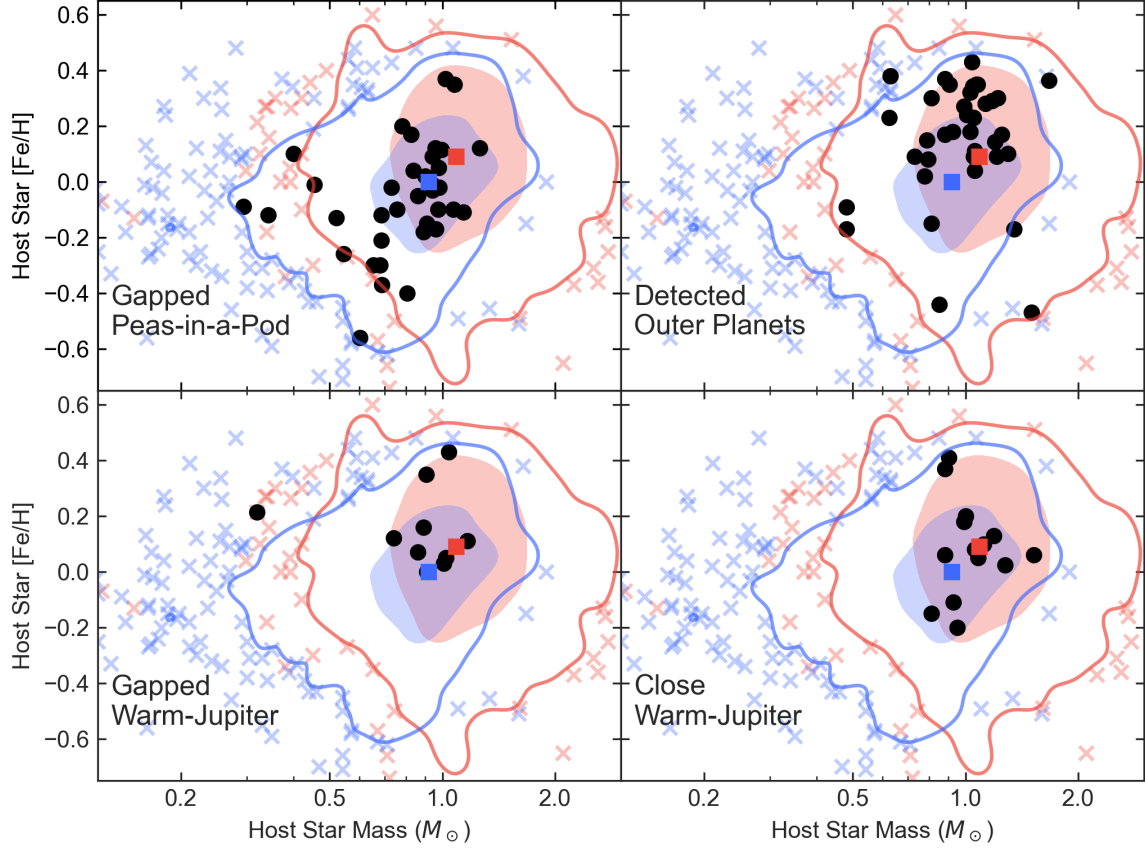 0.6
0.4
0.2
0.0
−0.2
−0.4
−0.6
Host Star [Fe/H]
Gapped
Peas-in-a-Pod
Detected
Outer Planets
0.6
0.4
0.2
0.0
−0.2
−0.4
−0.6
Host Star [Fe/H]
Gapped
Warm-Jupiter
Close
Warm-Jupiter
0.2 0.5 1.0 2.0
0.2 0.5 1.0 2.0
Host Star Mass (M☉)
Host Star Mass (M☉)